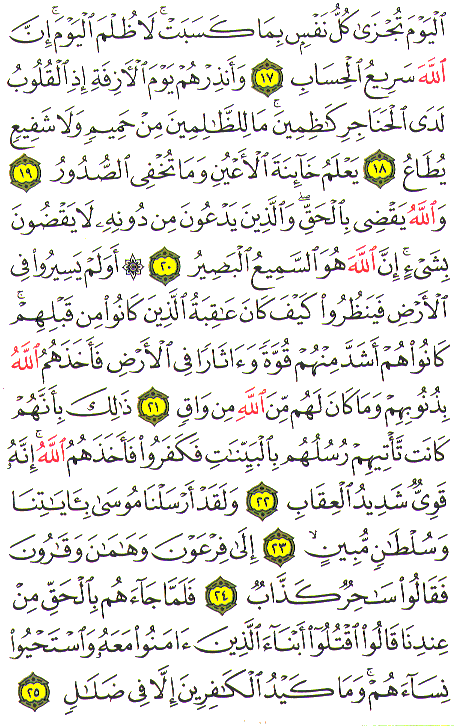 ٱلۡيَوۡمَ تُجۡزَىٰ كُلُّ نَفۡسِۭ بِمَا كَسَبَتۡۚ لَا ظُلۡمَ ٱلۡيَوۡمَۚ إِنَّ
ٱللَّهَ سَرِيعُ ٱلۡحِسَابِ ١٧ وَأَنذِرۡهُمۡ يَوۡمَ ٱلۡأٓزِفَةِ إِذِ ٱلۡقُلُوبُ
لَدَى ٱلۡحَنَاجِرِ كَٰظِمِينَۚ مَا لِلظَّٰلِمِينَ مِنۡ حَمِيمٖ وَلَا شَفِيعٖ
يُطَاعُ ١٨ يَعۡلَمُ خَآئِنَةَ ٱلۡأَعۡيُنِ وَمَا تُخۡفِي ٱلصُّدُورُ ١٩
وَٱللَّهُ يَقۡضِي بِٱلۡحَقِّۖ وَٱلَّذِينَ يَدۡعُونَ مِن دُونِهِۦ لَا يَقۡضُونَ
بِشَيۡءٍۗ إِنَّ ٱللَّهَ هُوَ ٱلسَّمِيعُ ٱلۡبَصِيرُ ٢٠ ۞ أَوَلَمۡ يَسِيرُواْ فِي
ٱلۡأَرۡضِ فَيَنظُرُواْ كَيۡفَ كَانَ عَٰقِبَةُ ٱلَّذِينَ كَانُواْ مِن قَبۡلِهِمۡۚ
كَانُواْ هُمۡ أَشَدَّ مِنۡهُمۡ قُوَّةٗ وَءَاثَارٗا فِي ٱلۡأَرۡضِ فَأَخَذَهُمُ ٱللَّهُ
بِذُنُوبِهِمۡ وَمَا كَانَ لَهُم مِّنَ ٱللَّهِ مِن وَاقٖ ٢١ ذَٰلِكَ بِأَنَّهُمۡ
كَانَت تَّأۡتِيهِمۡ رُسُلُهُم بِٱلۡبَيِّنَٰتِ فَكَفَرُواْ فَأَخَذَهُمُ ٱللَّهُۚ إِنَّهُۥ
قَوِيّٞ شَدِيدُ ٱلۡعِقَابِ ٢٢ وَلَقَدۡ أَرۡسَلۡنَا مُوسَىٰ بِـَٔايَٰتِنَا
وَسُلۡطَٰنٖ مُّبِينٍ ٢٣ إِلَىٰ فِرۡعَوۡنَ وَهَٰمَٰنَ وَقَٰرُونَ
فَقَالُواْ سَٰحِرٞ كَذَّابٞ ٢٤ فَلَمَّا جَآءَهُم بِٱلۡحَقِّ مِنۡ
عِندِنَا قَالُواْ ٱقۡتُلُوٓاْ أَبۡنَآءَ ٱلَّذِينَ ءَامَنُواْ مَعَهُۥ وَٱسۡتَحۡيُواْ
نِسَآءَهُمۡۚ وَمَا كَيۡدُ ٱلۡكَٰفِرِينَ إِلَّا فِي ضَلَٰلٖ ٢٥